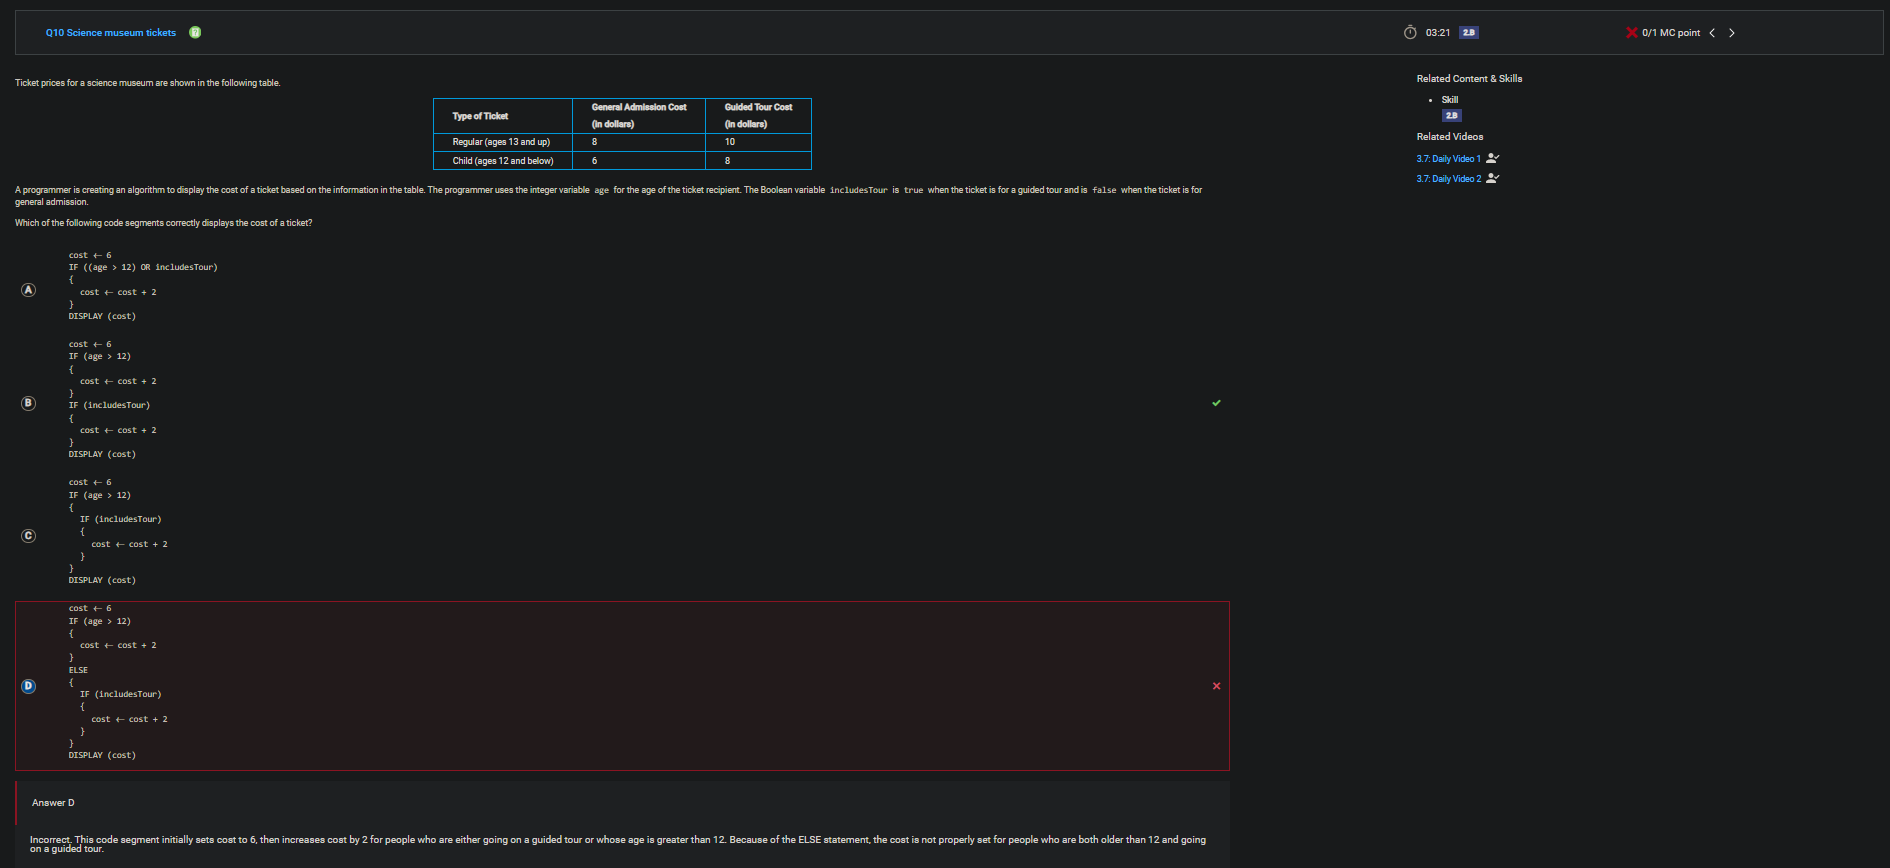 Q10 Science museum tickets
03:21 2.B
0/1 MC point
Ticket prices for a science museum are shown in the following table.
Type of Ticket General Admission Cost (in dollars) Guided Tour Cost (in dollars)
Regular (ages 13 and up) 8 10
Child (ages 12 and below) 6 8
A programmer is creating an algorithm to display the cost of a ticket based on the information in the table. The programmer uses the integer variable age for the age of the ticket recipient. The Boolean variable includesTour is true when the ticket is for a guided tour and is false when the ticket is for
general admission.
Which of the following code segments correctly displays the cost of a ticket?
A
cost ← 6
IF ((age > 12) OR includesTour)
{
cost ← cost + 2
}
DISPLAY (cost)
B
cost ← 6
IF (age > 12)
{
cost ← cost + 2
}
IF (includesTour)
{
cost ← cost + 2
}
DISPLAY (cost)
C
cost ← 6
IF (age > 12)
{
IF (includesTour)
{
cost ← cost + 2
}
}
DISPLAY (cost)
D
cost ← 6
IF (age > 12)
{
cost ← cost + 2
}
ELSE
{
IF (includesTour)
{
cost ← cost + 2
}
}
DISPLAY (cost)
Answer D
Incorrect. This code segment initially sets cost to 6, then increases cost by 2 for people who are either going on a guided tour or whose age is greater than 12. Because of the ELSE statement, the cost is not properly set for people who are both older than 12 and going
on a guided tour.
Related Content & Skills
• Skill
2.B
Related Videos
3.7: Daily Video 1
3.7: Daily Video 2